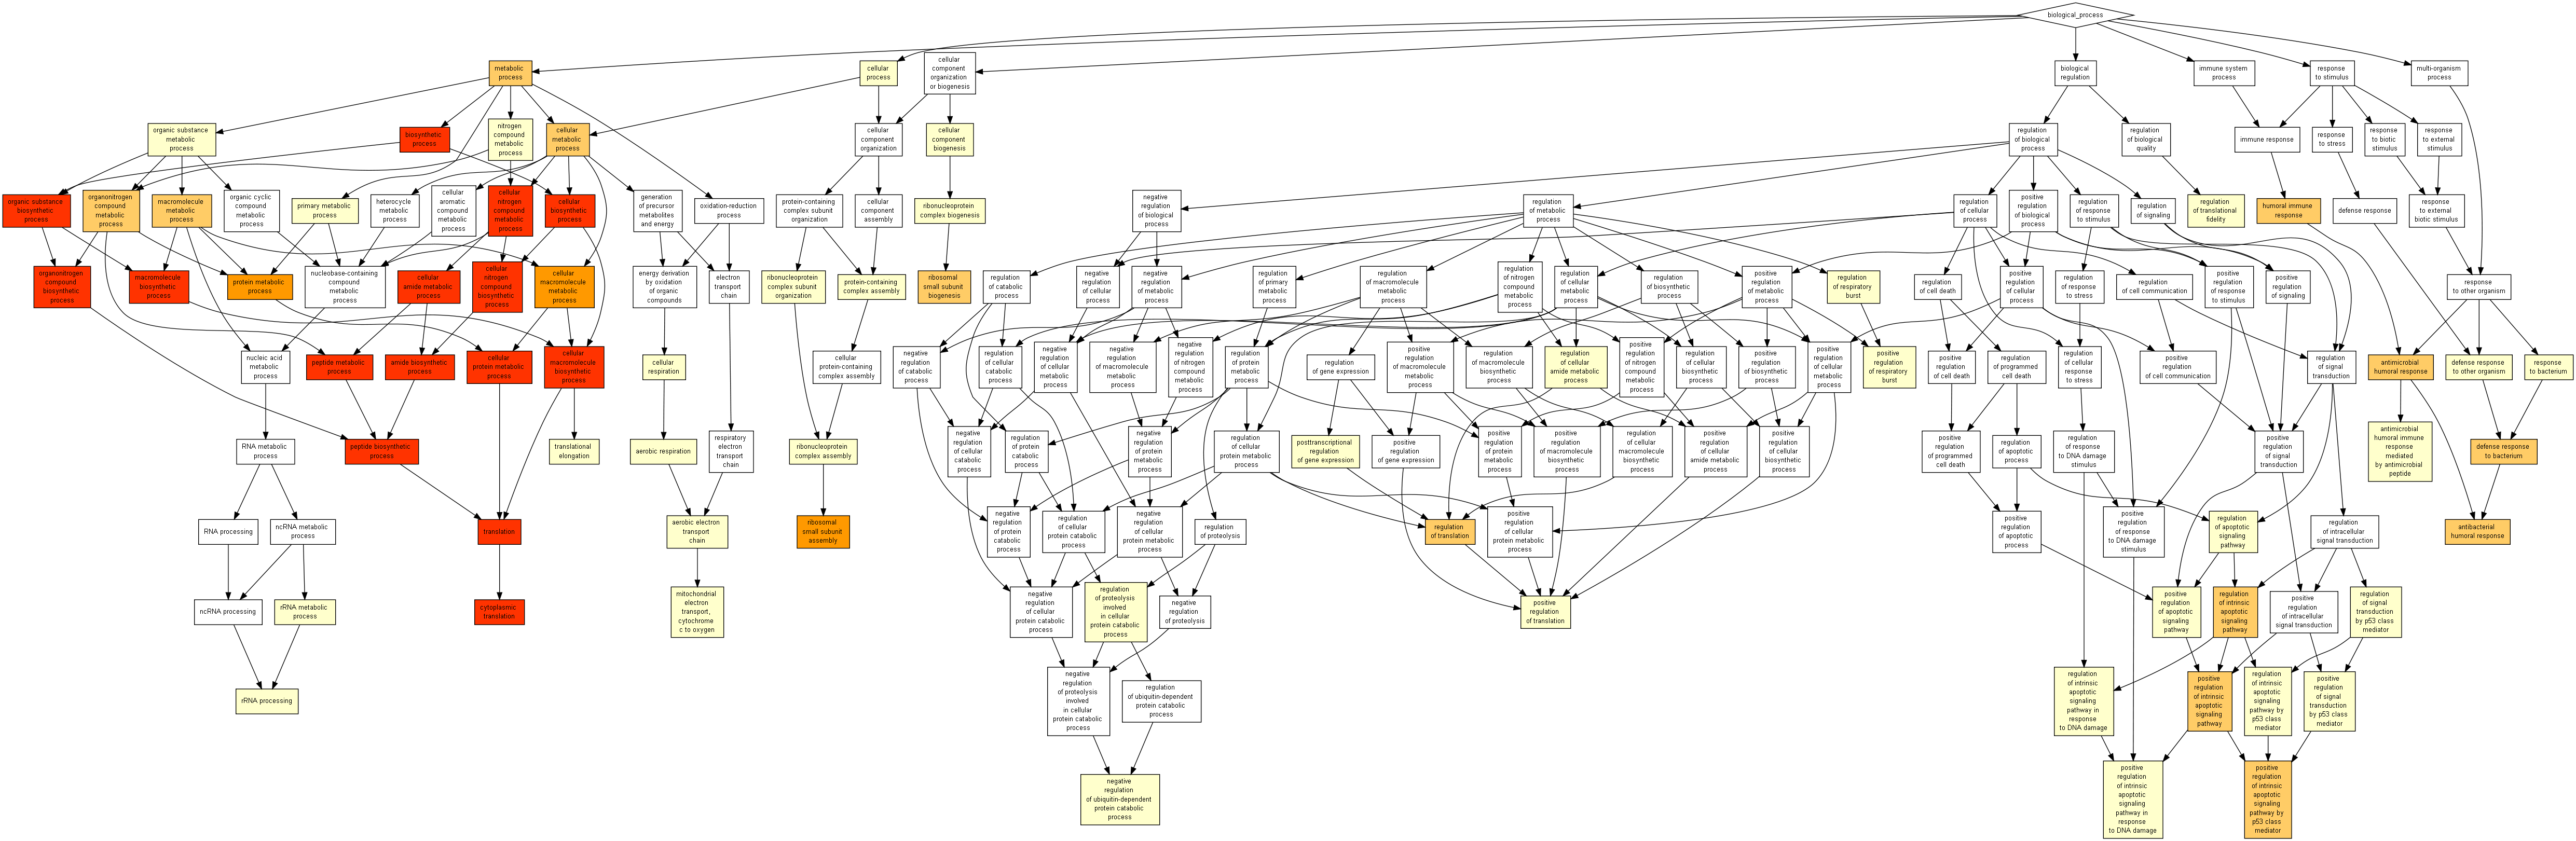 biological_process
metabolic
process
cellular
process
cellular
component
organization
or biogenesis
biological
regulation
immune system
process
response
to stimulus
multi-organism
process
organic substance
metabolic
process
biosynthetic
process
nitrogen
compound
metabolic
process
cellular
metabolic
process
cellular
component
organization
cellular
component
biogenesis
regulation
of biological
process
regulation
of biological
quality
immune response
response
to stress
response
to biotic
stimulus
response
to external
stimulus
organic substance
biosynthetic
process
organonitrogen
compound
metabolic
process
macromolecule
metabolic
process
organic cyclic
compound
metabolic
process
primary metabolic
process
heterocycle
metabolic
process
cellular
aromatic
compound
metabolic
process
cellular
nitrogen
compound
metabolic
process
cellular
biosynthetic
process
generation
of precursor
metabolites
and energy
oxidation-reduction
process
protein-containing
complex subunit
organization
cellular
component
assembly
ribonucleoprotein
complex biogenesis
negative
regulation
of biological
process
regulation
of metabolic
process
regulation
of cellular
process
positive
regulation
of biological
process
regulation
of response
to stimulus
regulation
of signaling
regulation
of translational
fidelity
humoral immune
response
defense response
response
to external
biotic stimulus
organonitrogen
compound
biosynthetic
process
macromolecule
biosynthetic
process
protein metabolic
process
nucleobase-containing
compound
metabolic
process
cellular
amide metabolic
process
cellular
nitrogen
compound
biosynthetic
process
cellular
macromolecule
metabolic
process
energy derivation
by oxidation
of organic
compounds
electron
transport
chain
ribonucleoprotein
complex subunit
organization
protein-containing
complex assembly
ribosomal
small subunit
biogenesis
regulation
of catabolic
process
negative
regulation
of cellular
process
negative
regulation
of metabolic
process
regulation
of primary
metabolic
process
regulation
of macromolecule
metabolic
process
regulation
of nitrogen
compound
metabolic
process
regulation
of cellular
metabolic
process
regulation
of biosynthetic
process
positive
regulation
of metabolic
process
regulation
of respiratory
burst
regulation
of cell death
positive
regulation
of cellular
process
regulation
of response
to stress
regulation
of cell communication
positive
regulation
of response
to stimulus
positive
regulation
of signaling
response
to other organism
nucleic acid
metabolic
process
peptide metabolic
process
amide biosynthetic
process
cellular
protein metabolic
process
cellular
macromolecule
biosynthetic
process
cellular
respiration
cellular
protein-containing
complex assembly
negative
regulation
of catabolic
process
regulation
of cellular
catabolic
process
negative
regulation
of cellular
metabolic
process
negative
regulation
of macromolecule
metabolic
process
negative
regulation
of nitrogen
compound
metabolic
process
regulation
of protein
metabolic
process
regulation
of gene expression
positive
regulation
of macromolecule
metabolic
process
regulation
of macromolecule
biosynthetic
process
regulation
of cellular
amide metabolic
process
positive
regulation
of nitrogen
compound
metabolic
process
regulation
of cellular
biosynthetic
process
positive
regulation
of biosynthetic
process
positive
regulation
of cellular
metabolic
process
positive
regulation
of respiratory
burst
positive
regulation
of cell death
regulation
of programmed
cell death
regulation
of cellular
response
to stress
positive
regulation
of cell communication
regulation
of signal
transduction
antimicrobial
humoral response
defense response
to other organism
response
to bacterium
RNA metabolic
process
peptide biosynthetic
process
translational
elongation
aerobic respiration
respiratory
electron
transport
chain
ribonucleoprotein
complex assembly
negative
regulation
of cellular
catabolic
process
regulation
of protein
catabolic
process
negative
regulation
of protein
metabolic
process
regulation
of cellular
protein metabolic
process
posttranscriptional
regulation
of gene expression
positive
regulation
of gene expression
positive
regulation
of protein
metabolic
process
positive
regulation
of macromolecule
biosynthetic
process
regulation
of cellular
macromolecule
biosynthetic
process
positive
regulation
of cellular
amide metabolic
process
positive
regulation
of cellular
biosynthetic
process
positive
regulation
of programmed
cell death
regulation
of apoptotic
process
regulation
of response
to DNA damage
stimulus
positive
regulation
of signal
transduction
antimicrobial
humoral immune
response
mediated
by antimicrobial
peptide
defense response
to bacterium
RNA processing
ncRNA metabolic
process
translation
aerobic electron
transport
chain
ribosomal
small subunit
assembly
negative
regulation
of protein
catabolic
process
regulation
of cellular
protein catabolic
process
negative
regulation
of cellular
protein metabolic
process
regulation
of proteolysis
regulation
of translation
positive
regulation
of cellular
protein metabolic
process
positive
regulation
of apoptotic
process
positive
regulation
of response
to DNA damage
stimulus
regulation
of apoptotic
signaling
pathway
regulation
of intracellular
signal transduction
antibacterial
humoral response
ncRNA processing
rRNA metabolic
process
cytoplasmic
translation
mitochondrial
electron
transport,
cytochrome
c to oxygen
negative
regulation
of cellular
protein catabolic
process
regulation
of proteolysis
involved
in cellular
protein catabolic
process
negative
regulation
of proteolysis
positive
regulation
of translation
positive
regulation
of apoptotic
signaling
pathway
regulation
of intrinsic
apoptotic
signaling
pathway
positive
regulation
of intracellular
signal transduction
regulation
of signal
transduction
by p53 class
mediator
rRNA processing
negative
regulation
of proteolysis
involved
in cellular
protein catabolic
process
regulation
of ubiquitin-dependent
protein catabolic
process
regulation
of intrinsic
apoptotic
signaling
pathway in
response
to DNA damage
positive
regulation
of intrinsic
apoptotic
signaling
pathway
regulation
of intrinsic
apoptotic
signaling
pathway by
p53 class
mediator
positive
regulation
of signal
transduction
by p53 class
mediator
negative
regulation
of ubiquitin-dependent
protein catabolic
process
positive
regulation
of intrinsic
apoptotic
signaling
pathway in
response
to DNA damage
positive
regulation
of intrinsic
apoptotic
signaling
pathway by
p53 class
mediator